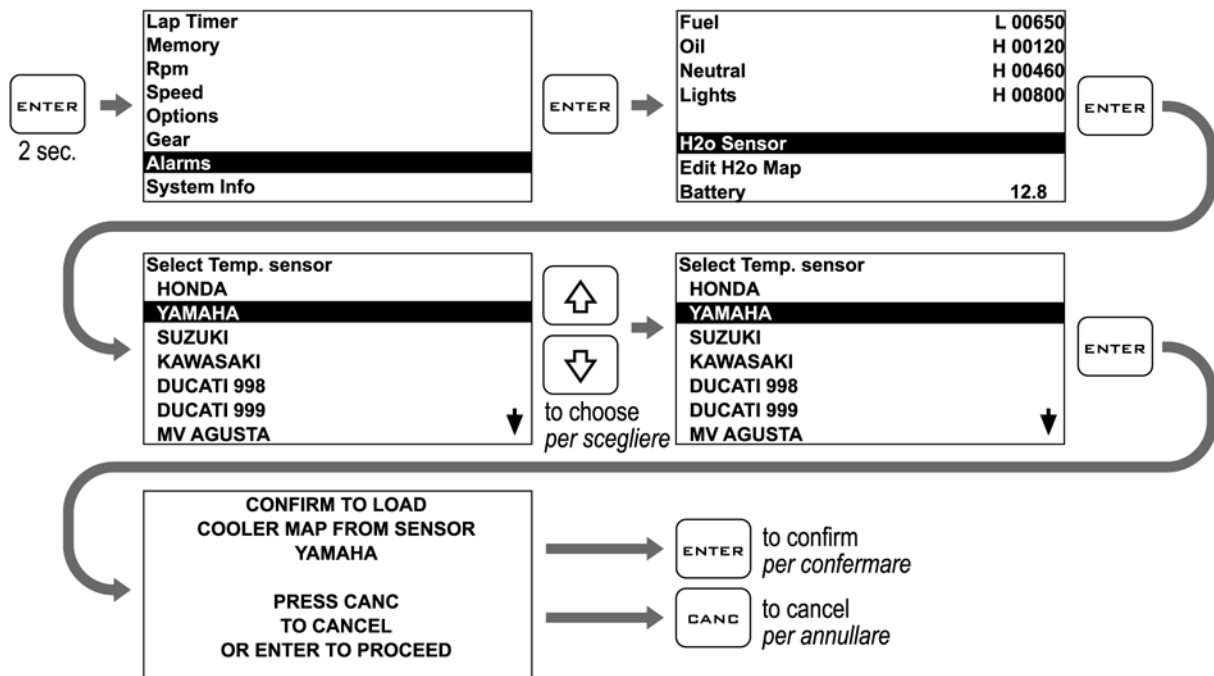 ENTER
2 sec.
Lap Timer
Memory
Rpm
Speed
Options
Gear
Alarms
System Info
ENTER
Fuel L 00650
Oil H 00120
Neutral H 00460
Lights H 00800
H2o Sensor
Edit H2o Map
Battery 12.8
ENTER
Select Temp. sensor
HONDA
YAMAHA
SUZUKI
KAWASAKI
DUCATI 998
DUCATI 999
MV AGUSTA
to choose
per scegliere
Select Temp. sensor
HONDA
YAMAHA
SUZUKI
KAWASAKI
DUCATI 998
DUCATI 999
MV AGUSTA
ENTER
CONFIRM TO LOAD
COOLER MAP FROM SENSOR
YAMAHA
PRESS CANC
TO CANCEL
OR ENTER TO PROCEED
ENTER
to confirm
per confermare
CANC
to cancel
per annullare